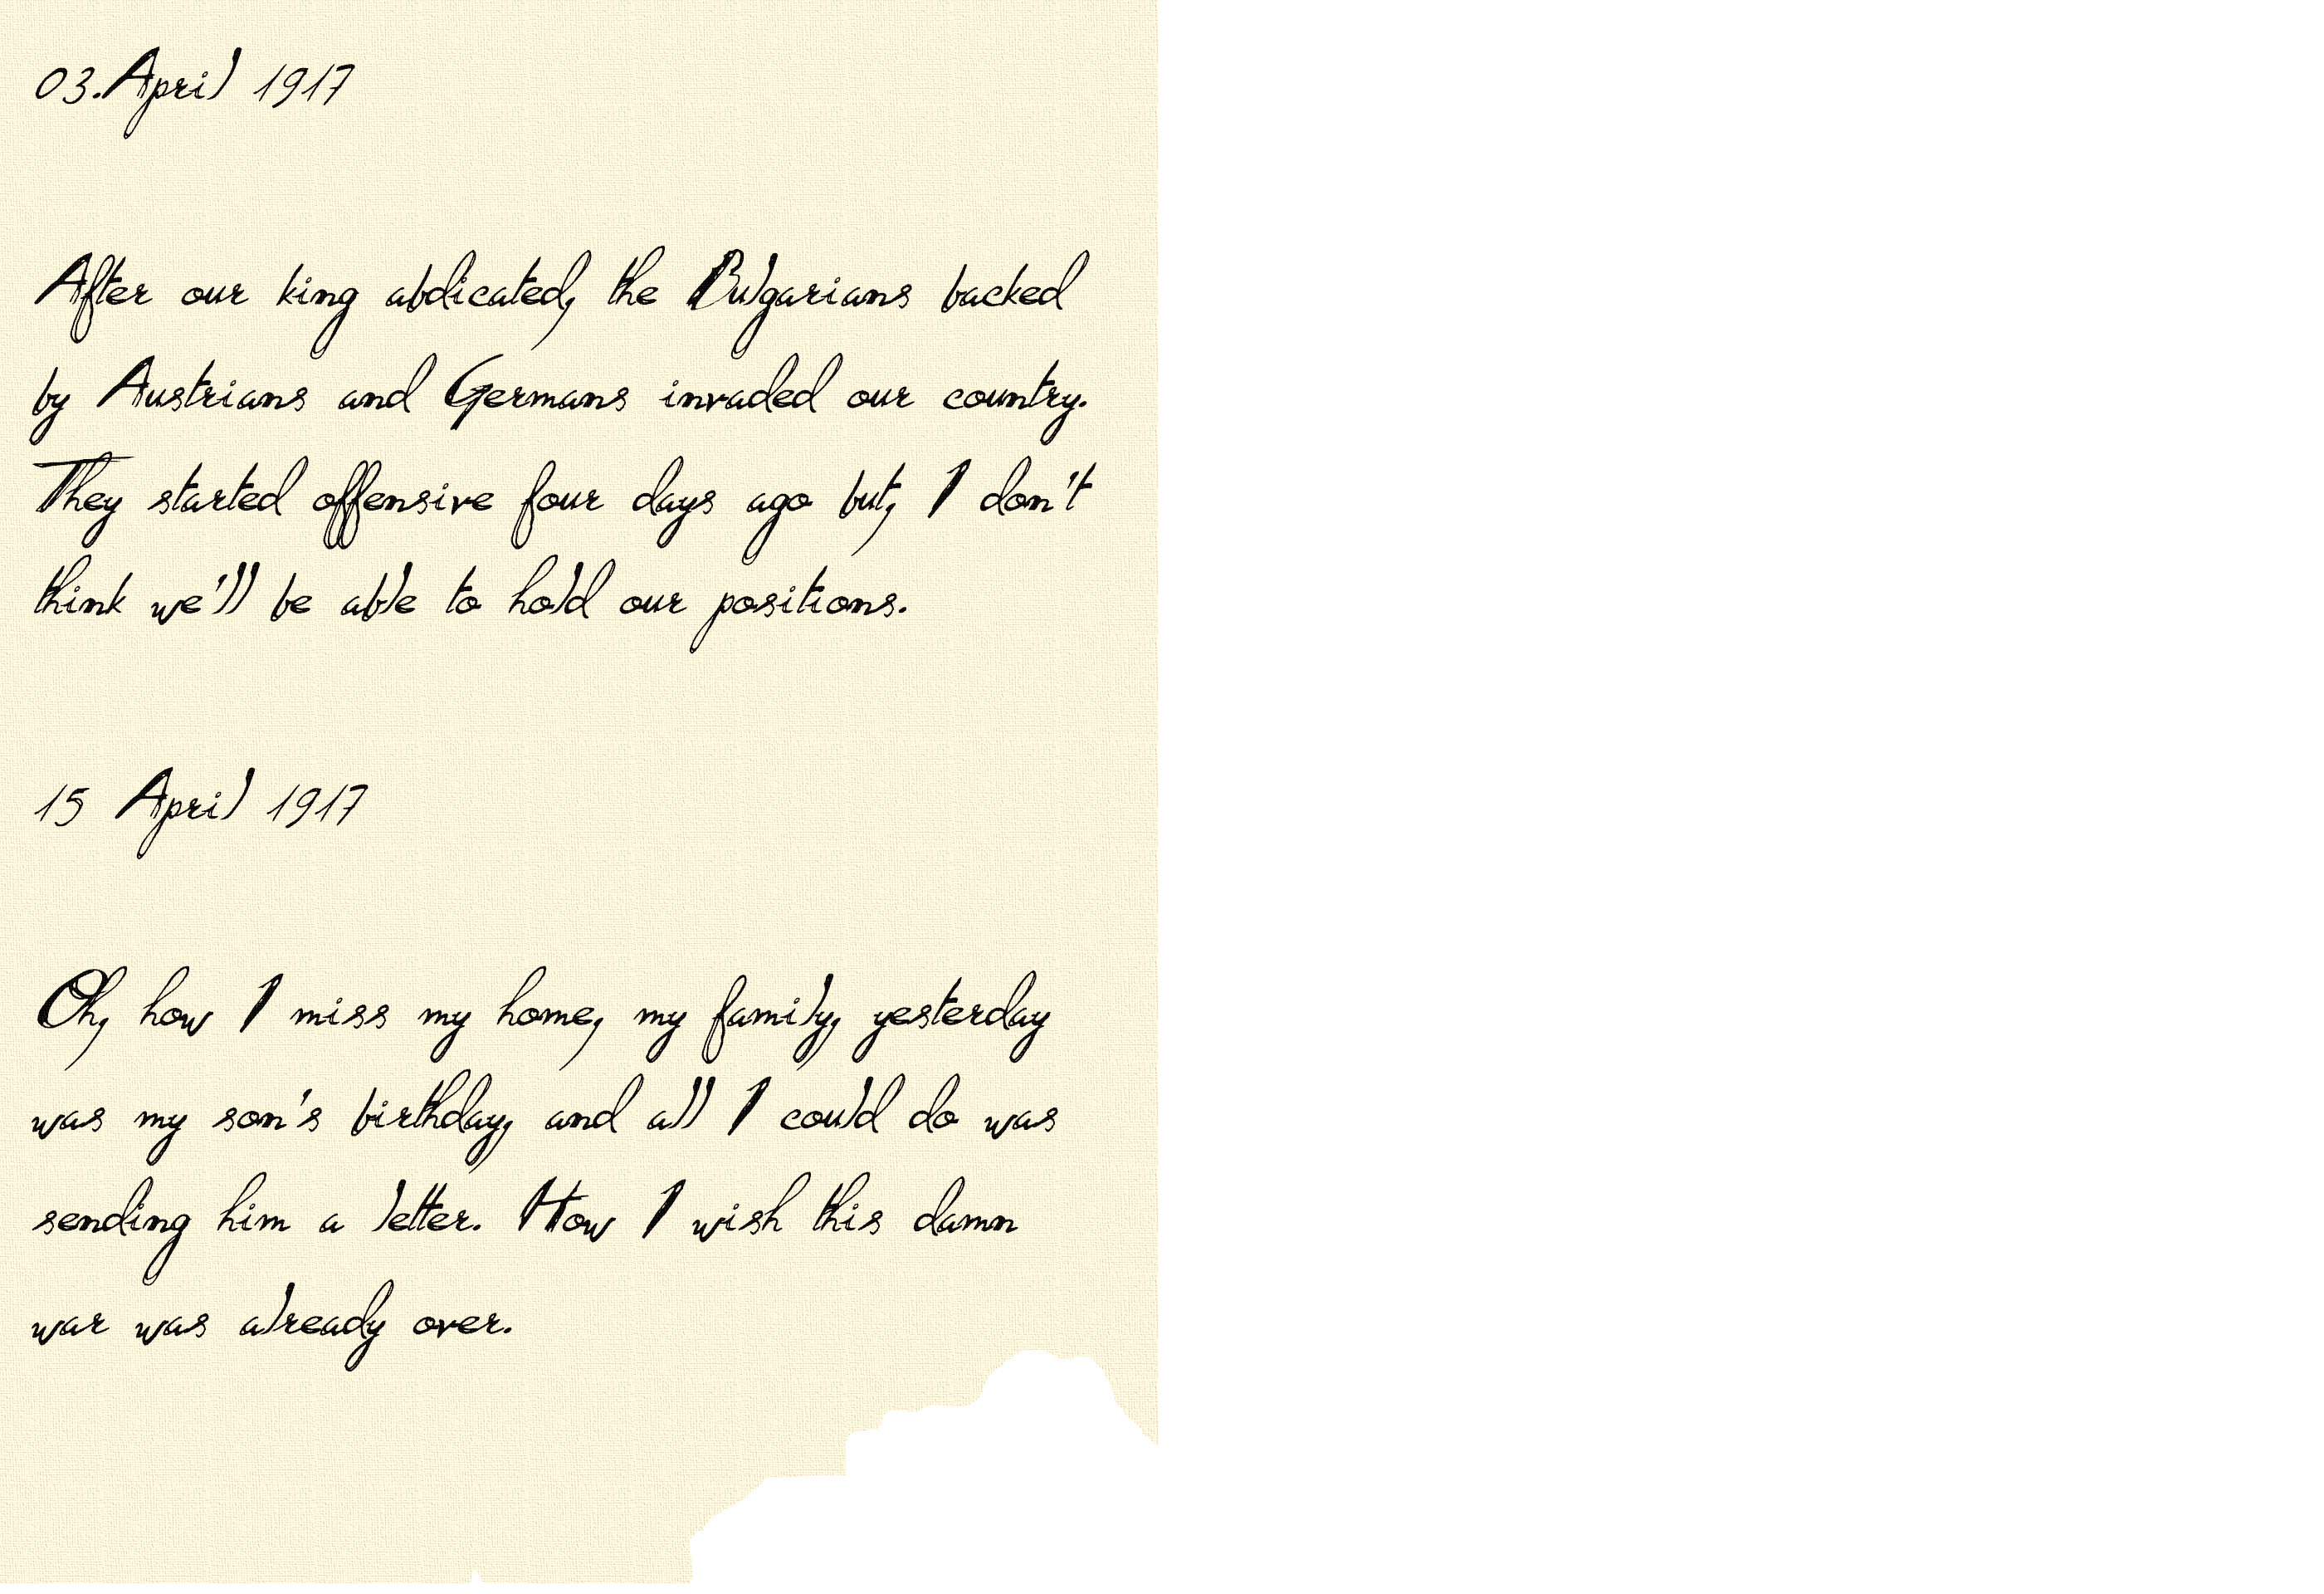 03.April 1917
After our king abdicated, the Bulgarians backed
by Austrians and Germans invaded our country.
They started offensive four days ago but, I don't
think we'll be able to hold our positions.
15 April 1917
Oh, how I miss my home, my family, yesterday
was my son's birthday, and all I could do was
sending him a letter. How I wish this damn
war was already over.